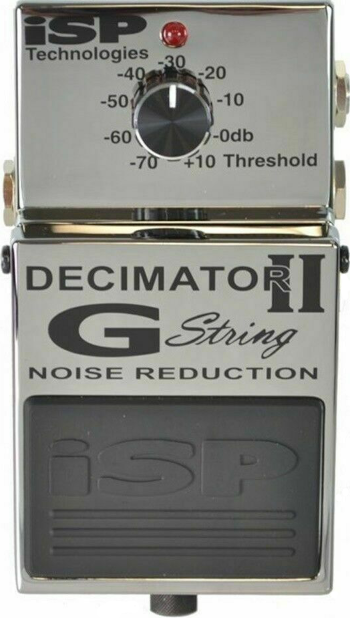 iSP
Technologies
-30
-40 -20
-50 -10
-60 -0db
-70 +10 Threshold
DECIMATOR II
G String
NOISE REDUCTION
iSP